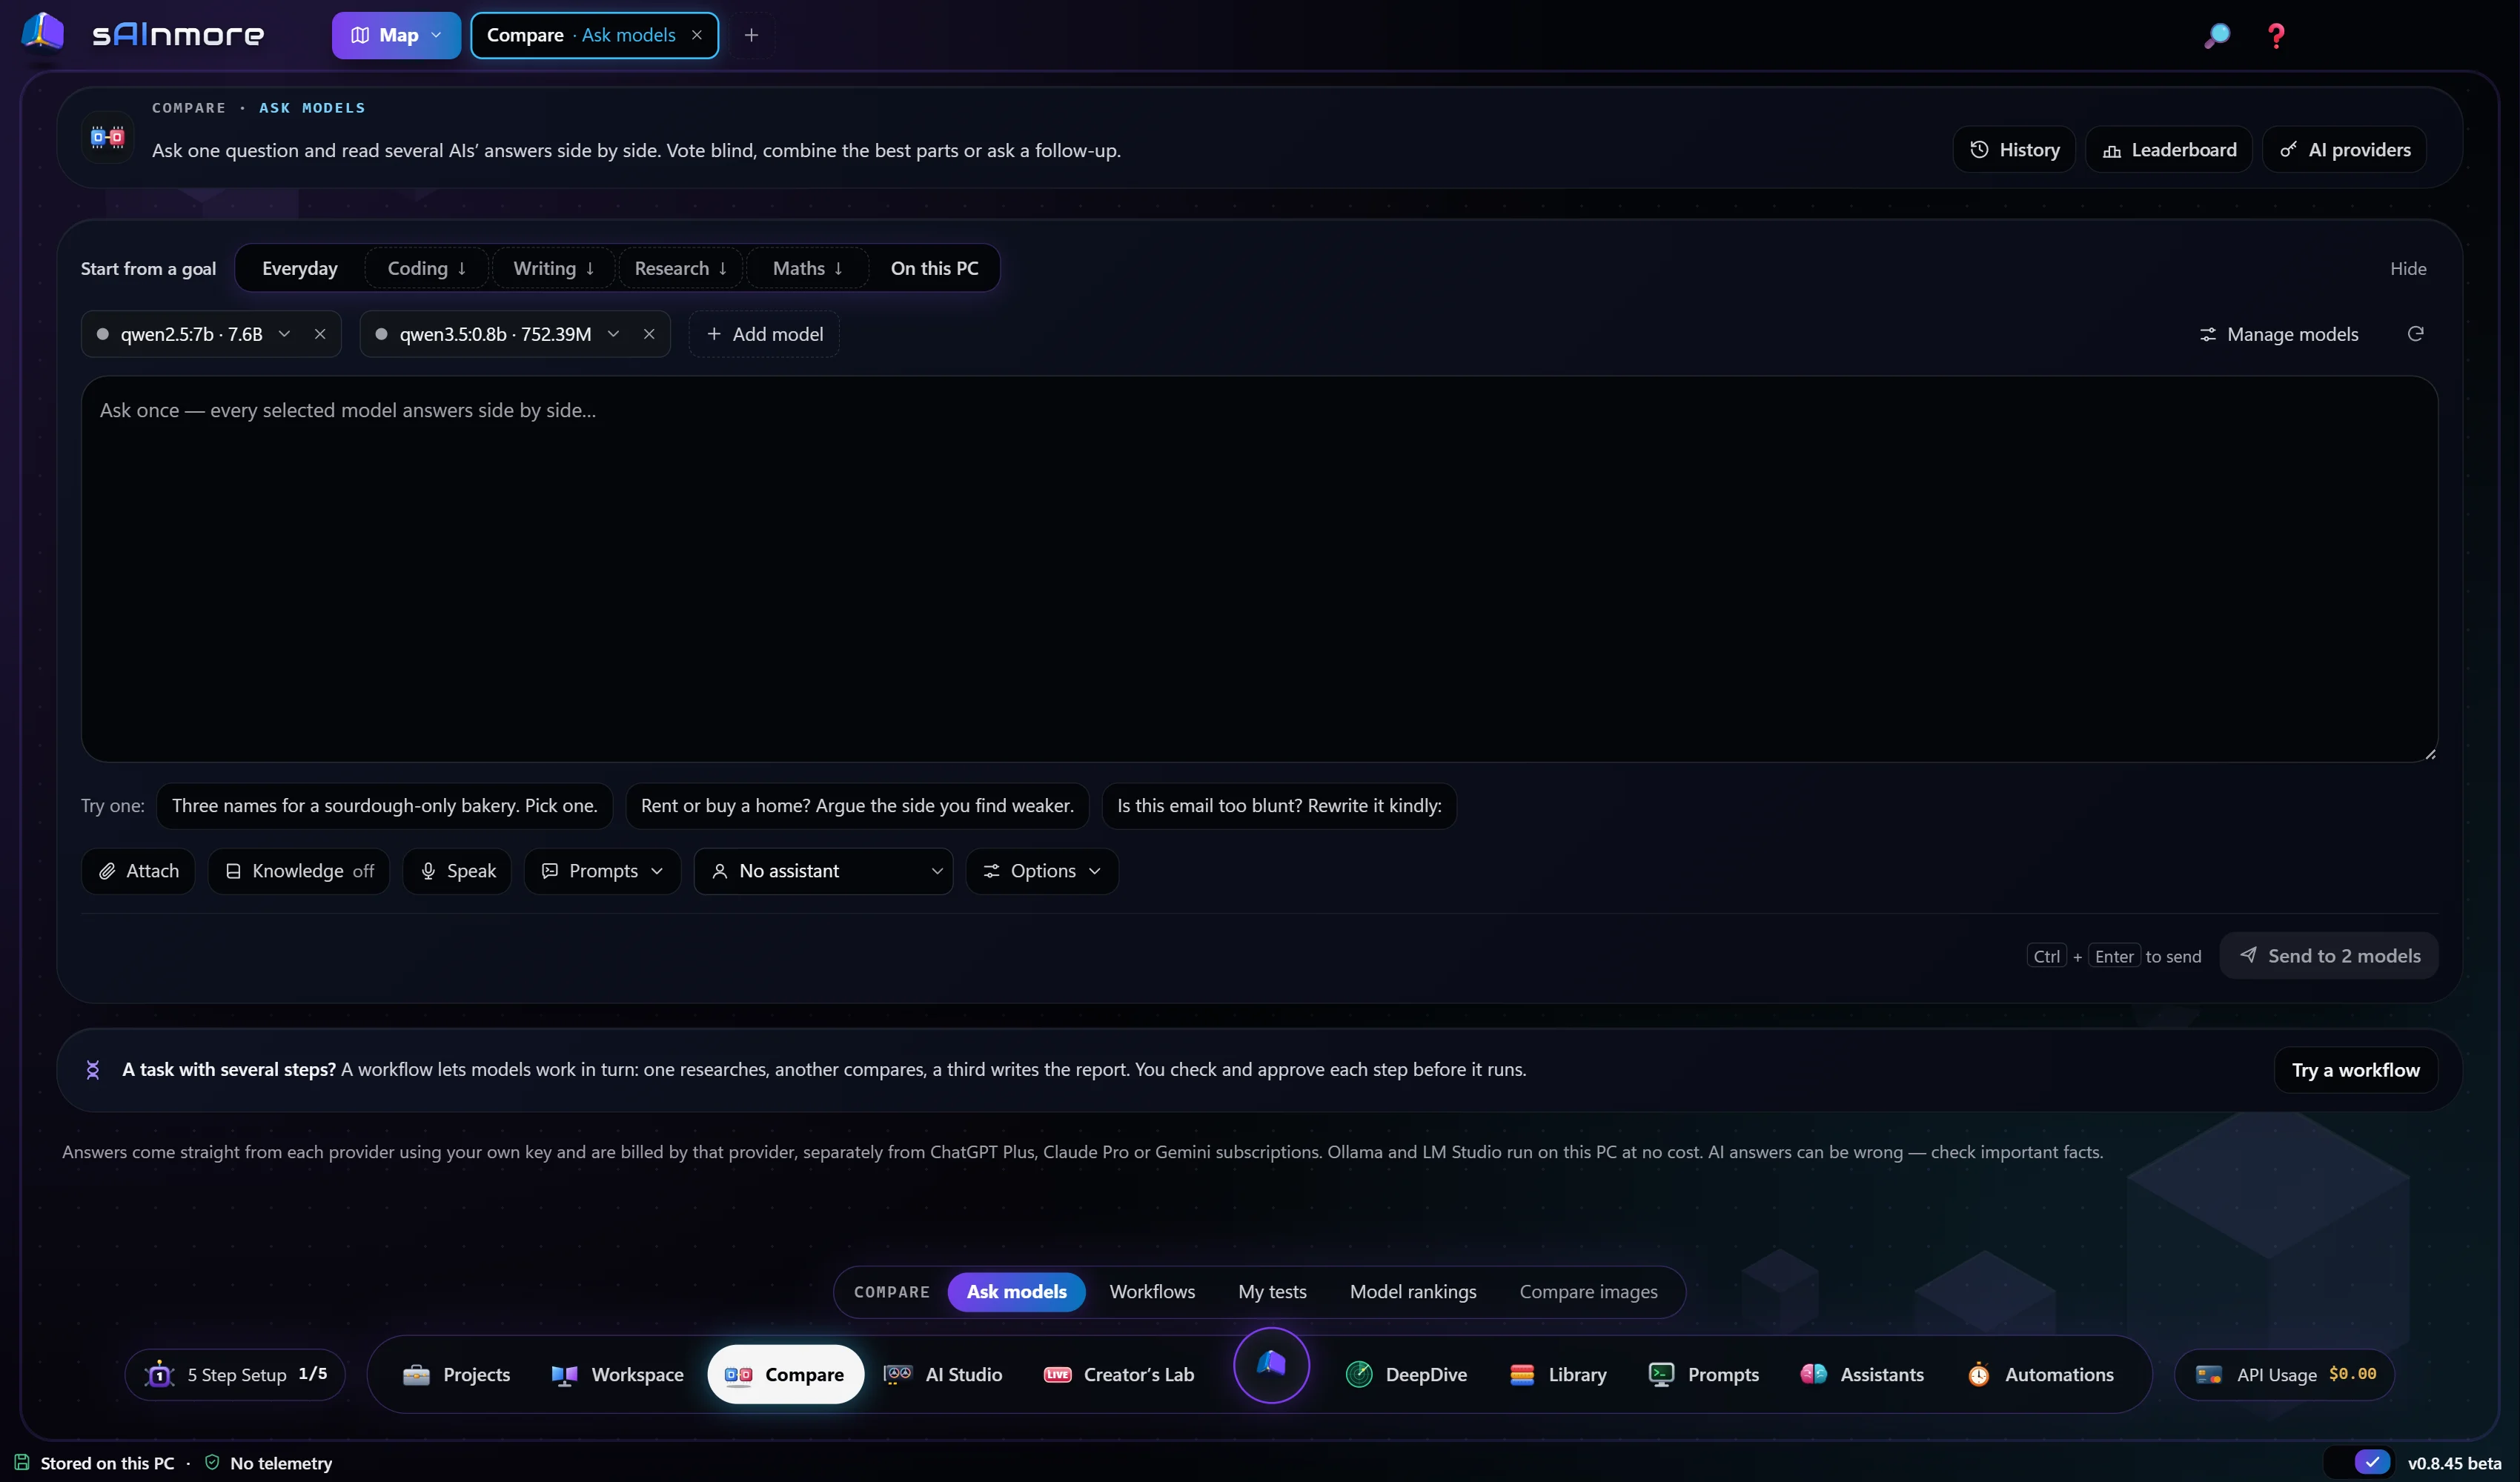 sAInmore
Map
Compare · Ask models
COMPARE · ASK MODELS
Ask one question and read several AIs’ answers side by side. Vote blind, combine the best parts or ask a follow-up.
History
Leaderboard
AI providers
Start from a goal
Everyday
Coding ↓
Writing ↓
Research ↓
Maths ↓
On this PC
Hide
qwen2.5:7b · 7.6B
qwen3.5:0.8b · 752.39M
+ Add model
Manage models
Ask once — every selected model answers side by side...
Try one:
Three names for a sourdough-only bakery. Pick one.
Rent or buy a home? Argue the side you find weaker.
Is this email too blunt? Rewrite it kindly:
Attach
Knowledge off
Speak
Prompts
No assistant
Options
Ctrl + Enter to send
Send to 2 models
A task with several steps? A workflow lets models work in turn: one researches, another compares, a third writes the report. You check and approve each step before it runs.
Try a workflow
Answers come straight from each provider using your own key and are billed by that provider, separately from ChatGPT Plus, Claude Pro or Gemini subscriptions. Ollama and LM Studio run on this PC at no cost. AI answers can be wrong — check important facts.
COMPARE
Ask models
Workflows
My tests
Model rankings
Compare images
1
5 Step Setup 1/5
Projects
Workspace
Compare
AI Studio
LIVE
Creator’s Lab
DeepDive
Library
Prompts
Assistants
Automations
API Usage $0.00
Stored on this PC · No telemetry
v0.8.45 beta